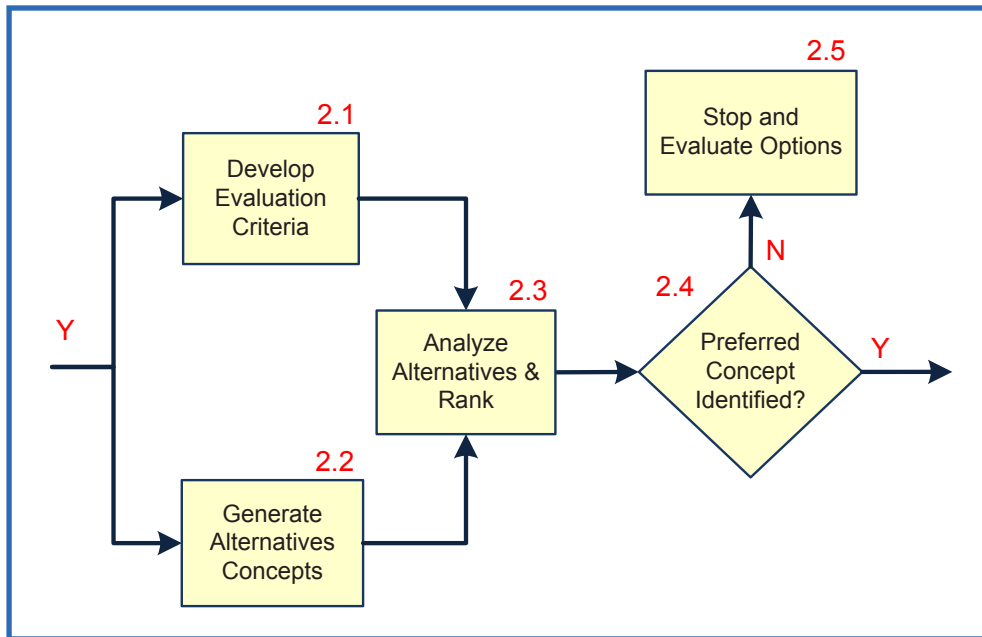 2.5
Stop and
Evaluate Options
2.1
Develop
Evaluation
Criteria
N
2.4
2.3
Y
Analyze
Alternatives &
Rank
Preferred
Concept
Identified?
Y
2.2
Generate
Alternatives
Concepts